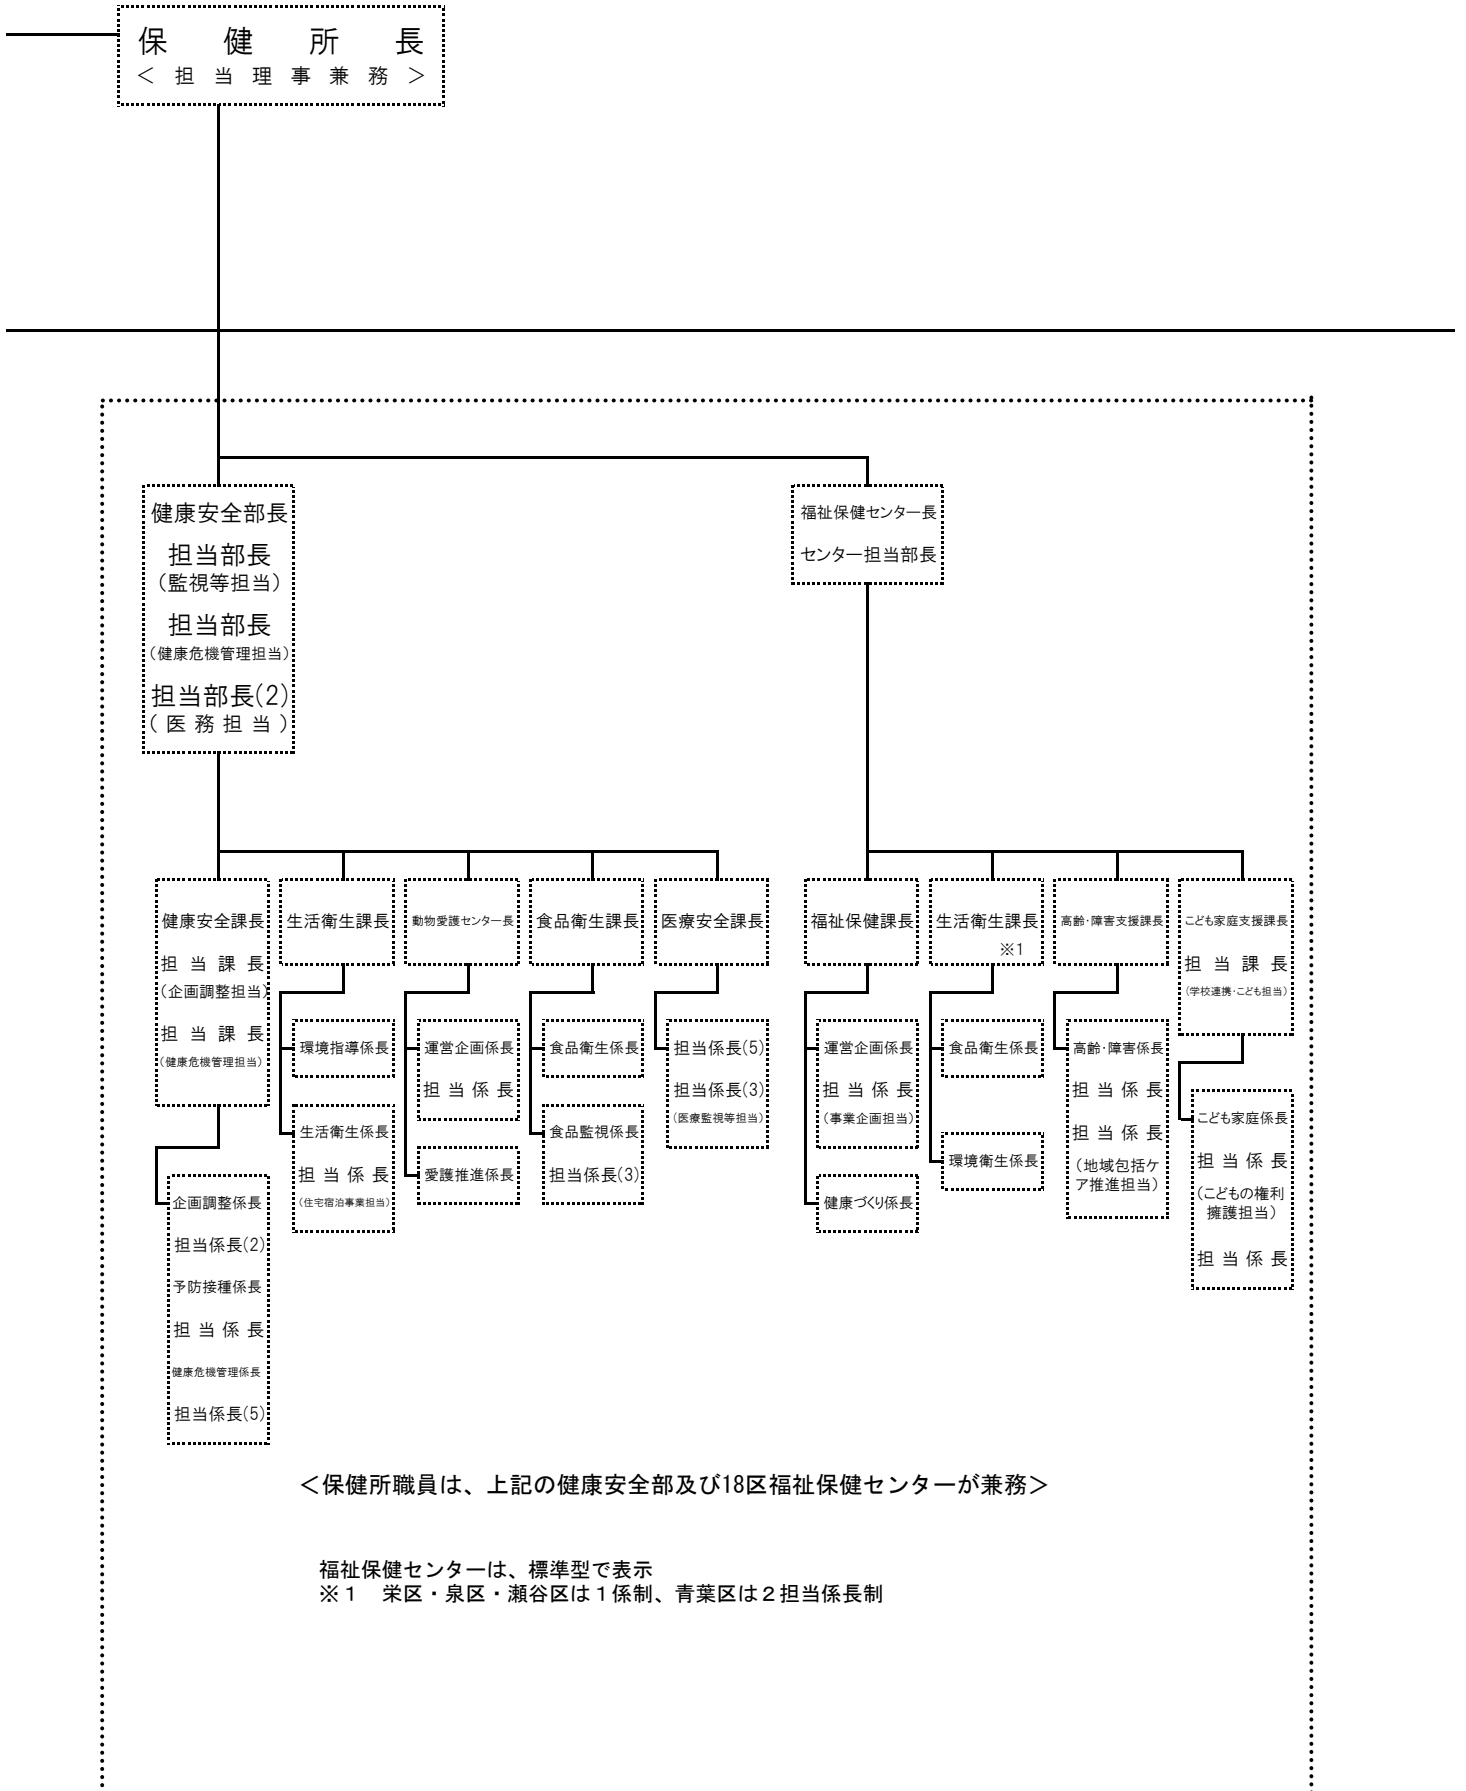 保健所長
＜担当理事兼務＞
健康安全部長
担当部長
（監視等担当）
担当部長
（健康危機管理担当）
担当部長(2)
（医務担当）
福祉保健センター長
センター担当部長
健康安全課長
担当課長
（企画調整担当）
担当課長
（健康危機管理担当）
企画調整係長
担当係長(2)
予防接種係長
担当係長
健康危機管理係長
担当係長(5)
生活衛生課長
環境指導係長
生活衛生係長
担当係長
（住宅宿泊事業担当）
動物愛護センター長
運営企画係長
担当係長
愛護推進係長
食品衛生課長
食品衛生係長
食品監視係長
担当係長(3)
医療安全課長
担当係長(5)
担当係長(3)
（医療監視等担当）
福祉保健課長
運営企画係長
担当係長
（事業企画担当）
健康づくり係長
生活衛生課長
※1
食品衛生係長
環境衛生係長
高齢・障害支援課長
高齢・障害係長
担当係長
担当係長
（地域包括ケ
ア推進担当）
こども家庭支援課長
担当課長
（学校連携・こども担当）
こども家庭係長
担当係長
（こどもの権利
擁護担当）
担当係長
＜保健所職員は、上記の健康安全部及び18区福祉保健センターが兼務＞
福祉保健センターは、標準型で表示
※１　栄区・泉区・瀬谷区は１係制、青葉区は２担当係長制